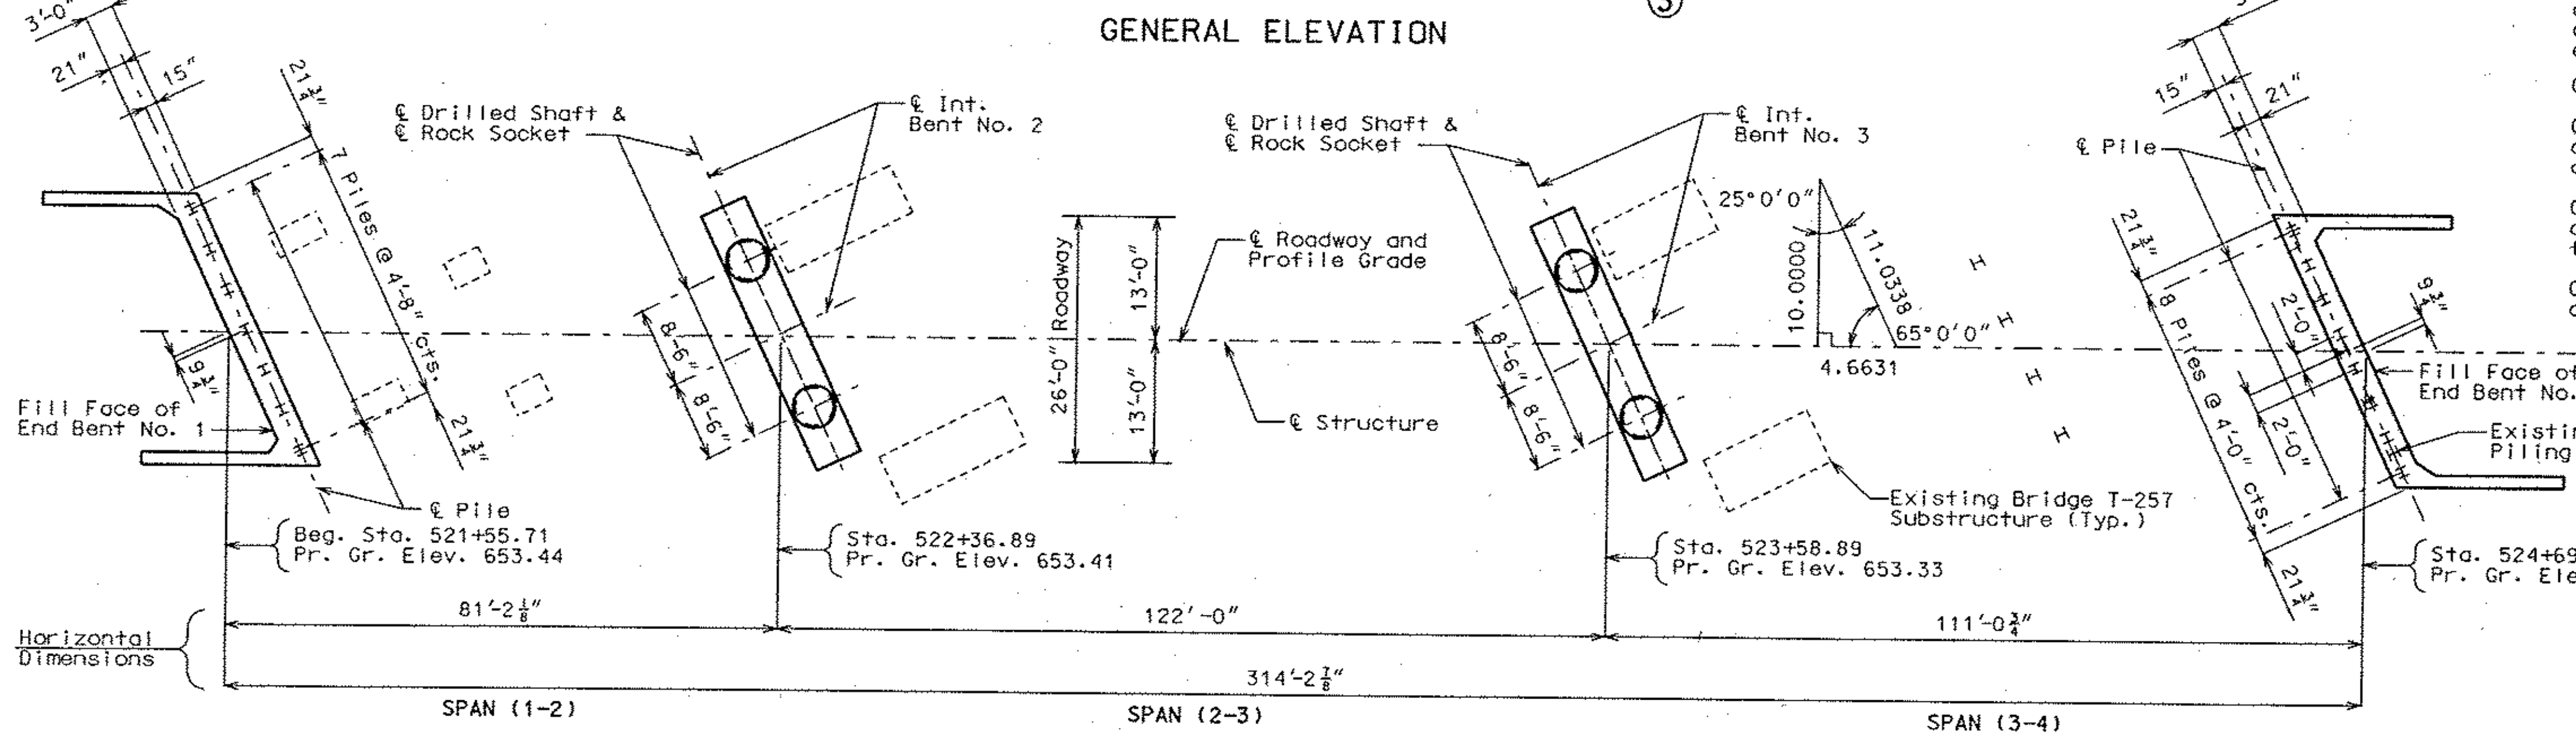 GENERAL ELEVATION
3'-0"
21"
15"
21¾"
7 Piles @ 4'-8" cts.
21¾"
9¾"
Fill Face of
End Bent No. 1
℄ Pile
Beg. Sta. 521+55.71
Pr. Gr. Elev. 653.44
℄ Drilled Shaft &
℄ Rock Socket
℄ Int.
Bent No. 2
8'-6"
8'-6"
Sta. 522+36.89
Pr. Gr. Elev. 653.41
26'-0" Roadway
13'-0"
13'-0"
℄ Roadway and
Profile Grade
℄ Structure
℄ Drilled Shaft &
℄ Rock Socket
℄ Int.
Bent No. 3
8'-6"
8'-6"
25°0'0"
10.0000
11.0338
65°0'0"
4.6631
Existing Bridge T-257
Substructure (Typ.)
Sta. 523+58.89
Pr. Gr. Elev. 653.33
15"
21"
℄ Pile
21¾"
8 Piles @ 4'-0" cts.
2'-0"
2'-0"
9¾"
21¾"
Fill Face of
End Bent No.
Existin
Piling
Sta. 524+69
Pr. Gr. Ele
Horizontal
Dimensions
81'-2⅛"
122'-0"
111'-0¾"
314'-2⅞"
SPAN (1-2)
SPAN (2-3)
SPAN (3-4)